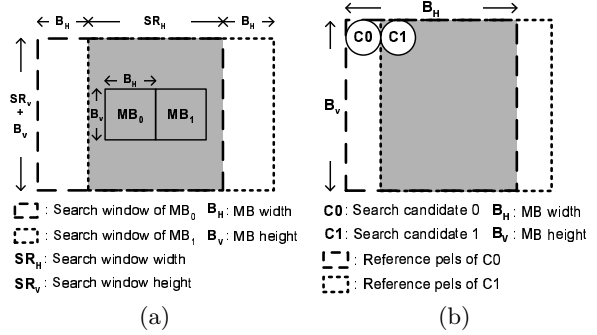 B_H SR_H B_H
SR_V + B_V
B_H
B_V MB_0 MB_1
: Search window of MB_0 B_H: MB width
: Search window of MB_1 B_V: MB height
SR_H: Search window width
SR_V: Search window height
(a)
B_H
C0 C1
B_V
C0: Search candidate 0 B_H: MB width
C1: Search candidate 1 B_V: MB height
: Reference pels of C0
: Reference pels of C1
(b)